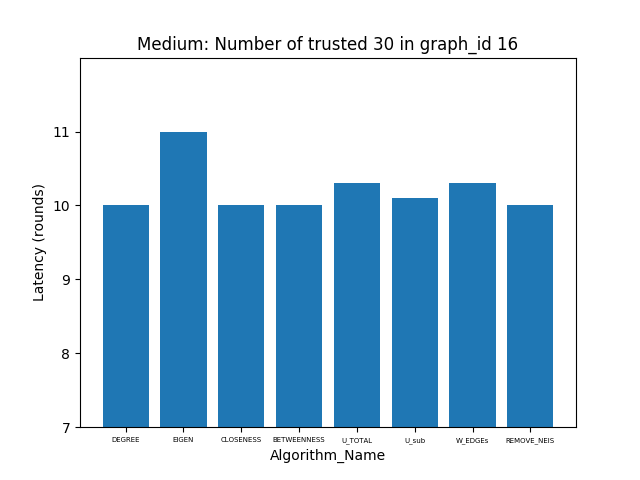 Medium: Number of trusted 30 in graph_id 16
Latency (rounds)
11
10
9
8
7
DEGREE EIGEN CLOSENESS BETWEENNESS U_TOTAL U_sub W_EDGEs REMOVE_NEIS
Algorithm_Name